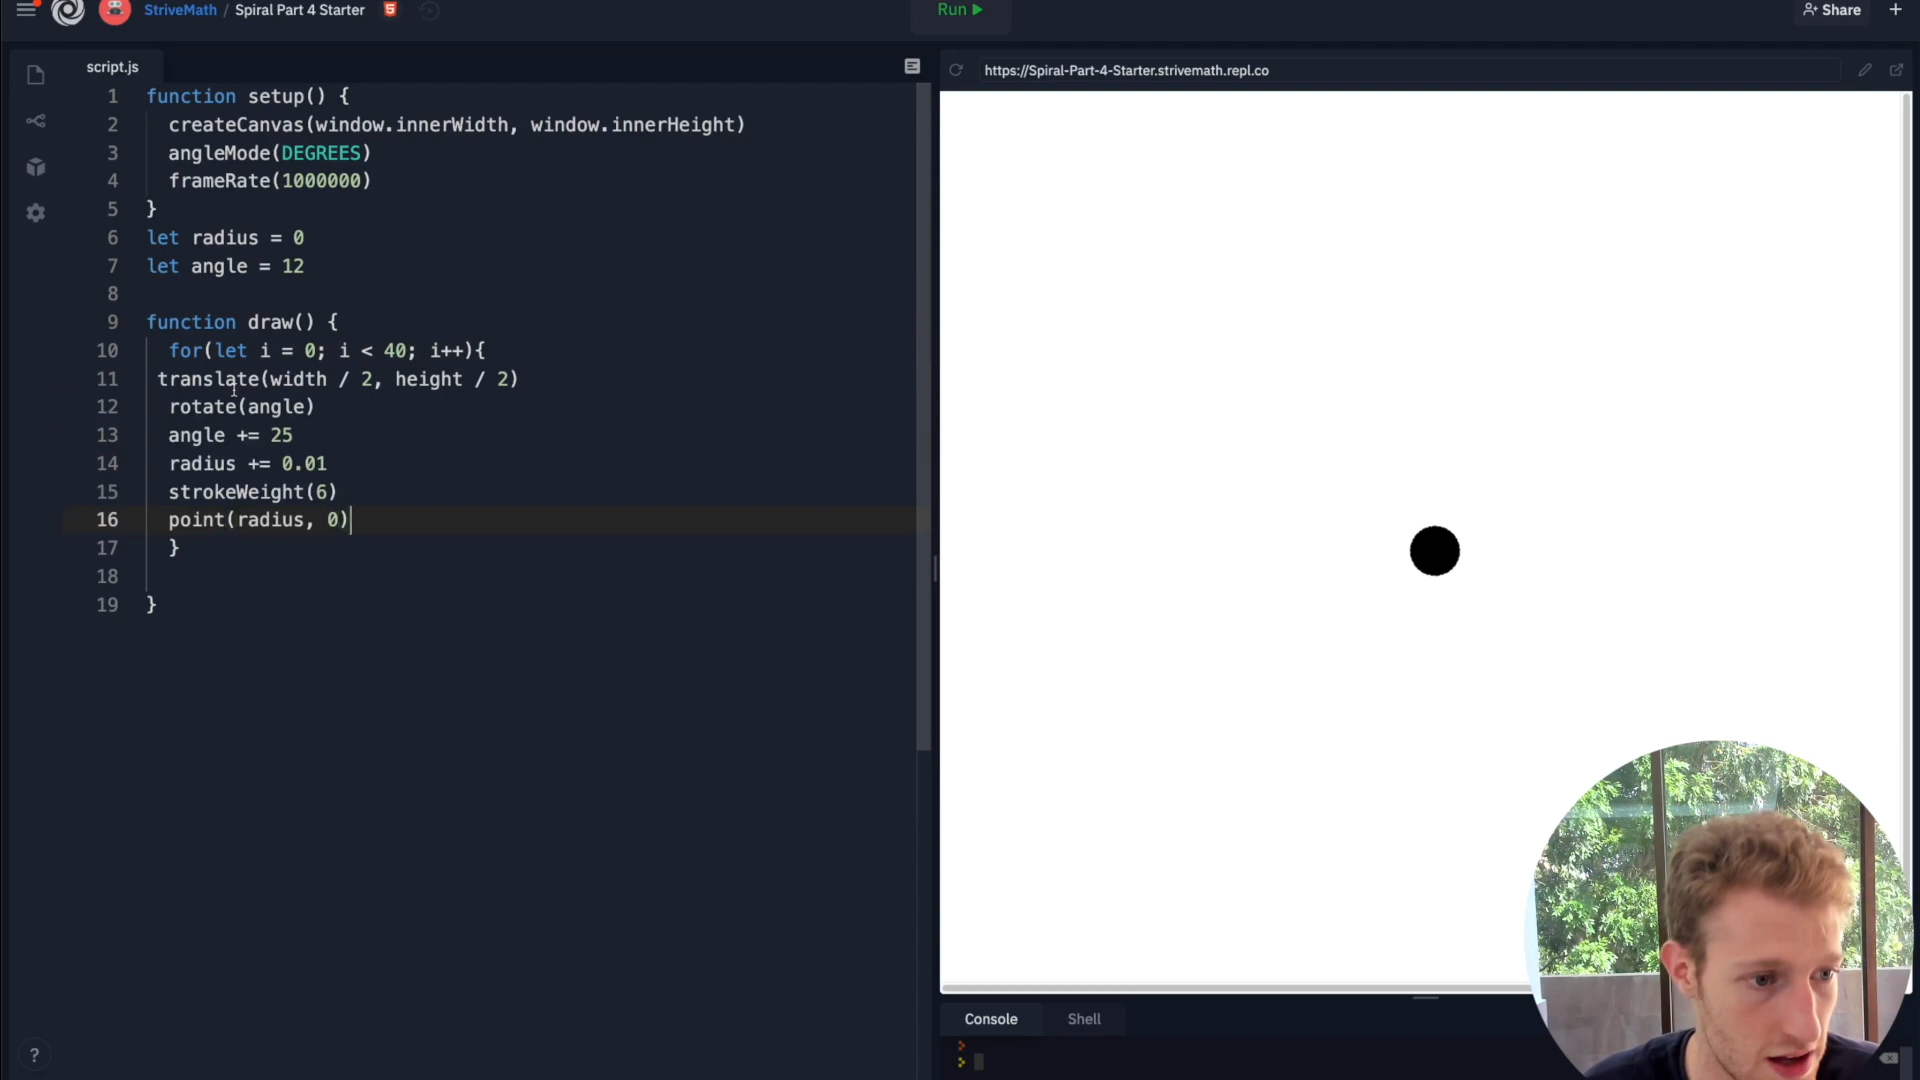 StriveMath / Spiral Part 4 Starter
5
Run
Share
script.js
https://Spiral-Part-4-Starter.strivemath.repl.co
1 function setup() {
2 createCanvas(window.innerWidth, window.innerHeight)
3 angleMode(DEGREES)
4 frameRate(1000000)
5 }
6 let radius = 0
7 let angle = 12
8
9 function draw() {
10 for(let i = 0; i < 40; i++){
11 translate(width / 2, height / 2)
12 rotate(angle)
13 angle += 25
14 radius += 0.01
15 strokeWeight(6)
16 point(radius, 0)
17 }
18
19 }
Console
Shell
>
>
?